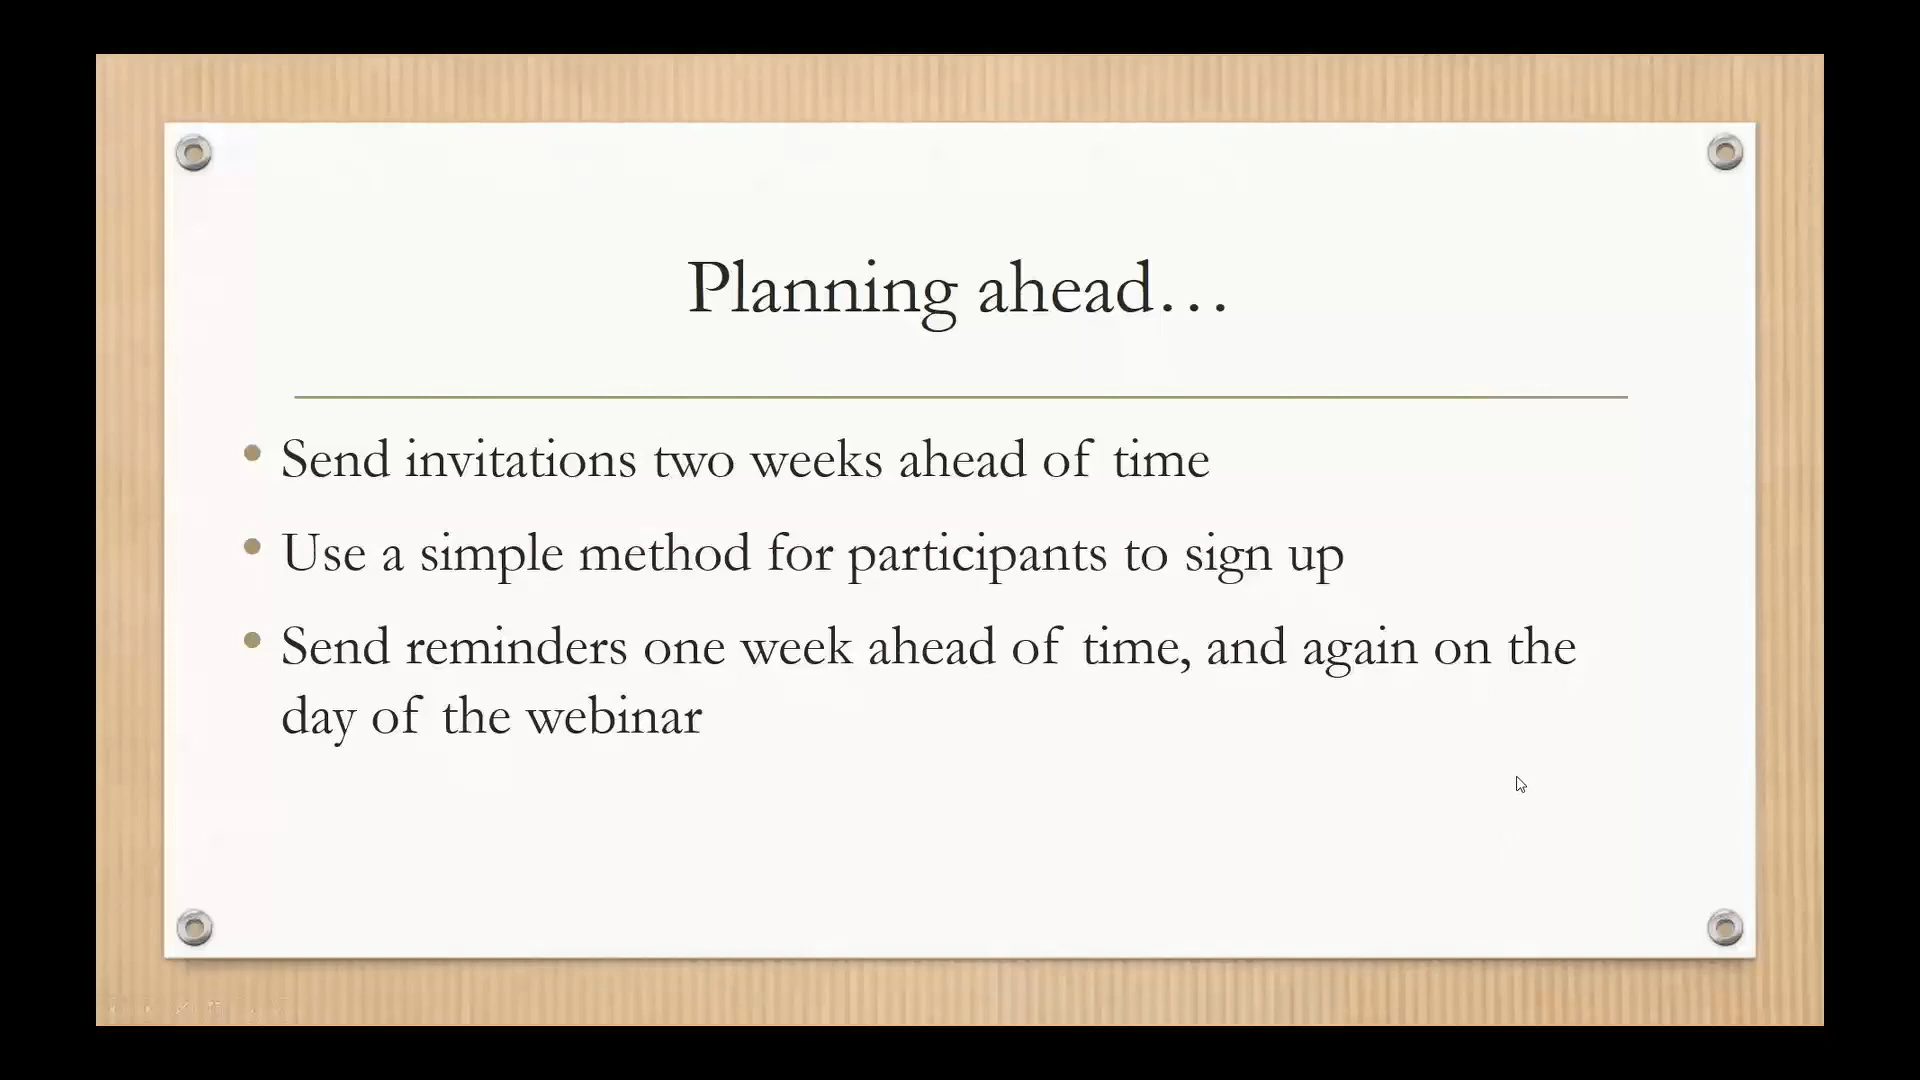 Planning ahead…
• Send invitations two weeks ahead of time
• Use a simple method for participants to sign up
• Send reminders one week ahead of time, and again on the
day of the webinar